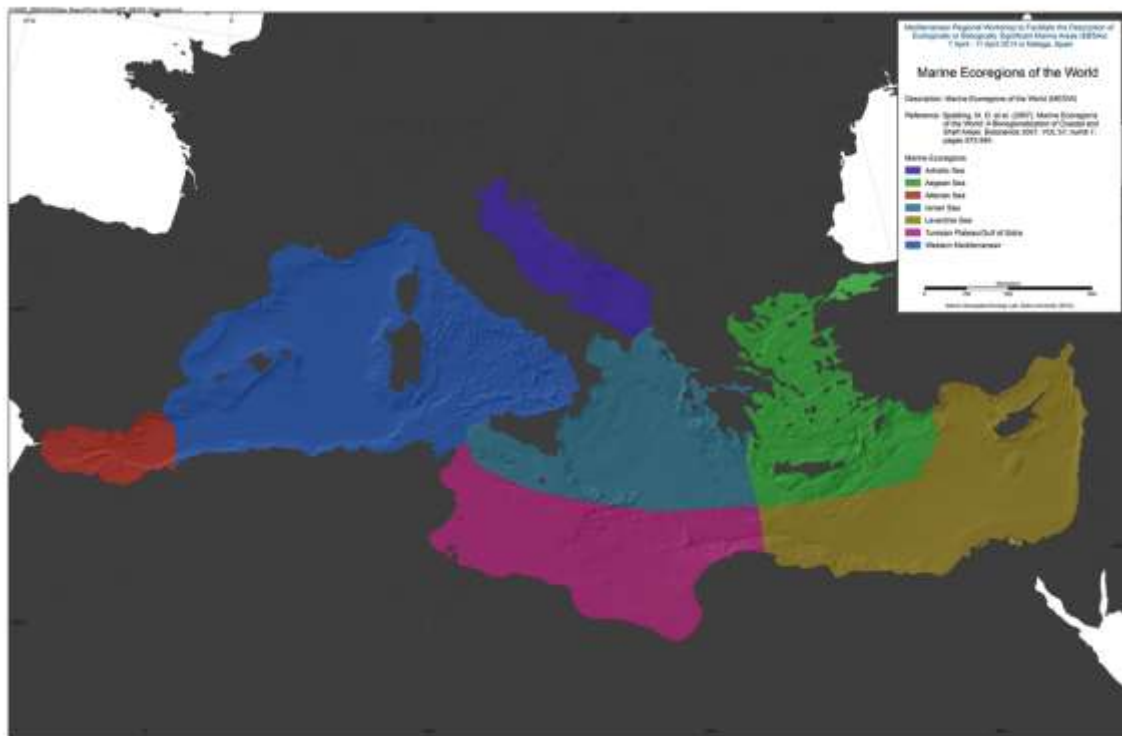 Mediterranean Regional Workshop to Facilitate the Description of
Ecologically or Biologically Significant Marine Areas (EBSAs)
7 April - 11 April 2014 in Málaga, Spain
Marine Ecoregions of the World
Description: Marine Ecoregions of the World (MEOW)
Reference: Spalding, M. D. et al. (2007). Marine Ecoregions
of the World: A Bioregionalization of Coastal and
Shelf Areas. Bioscience 2007, VOL 57; numb 7,
pages
Marine Ecoregions
Adriatic Sea
Aegean Sea
Alboran Sea
Ionian Sea
Levantine Sea
Tunisian Plateau/Gulf of Sidra
Western Mediterranean